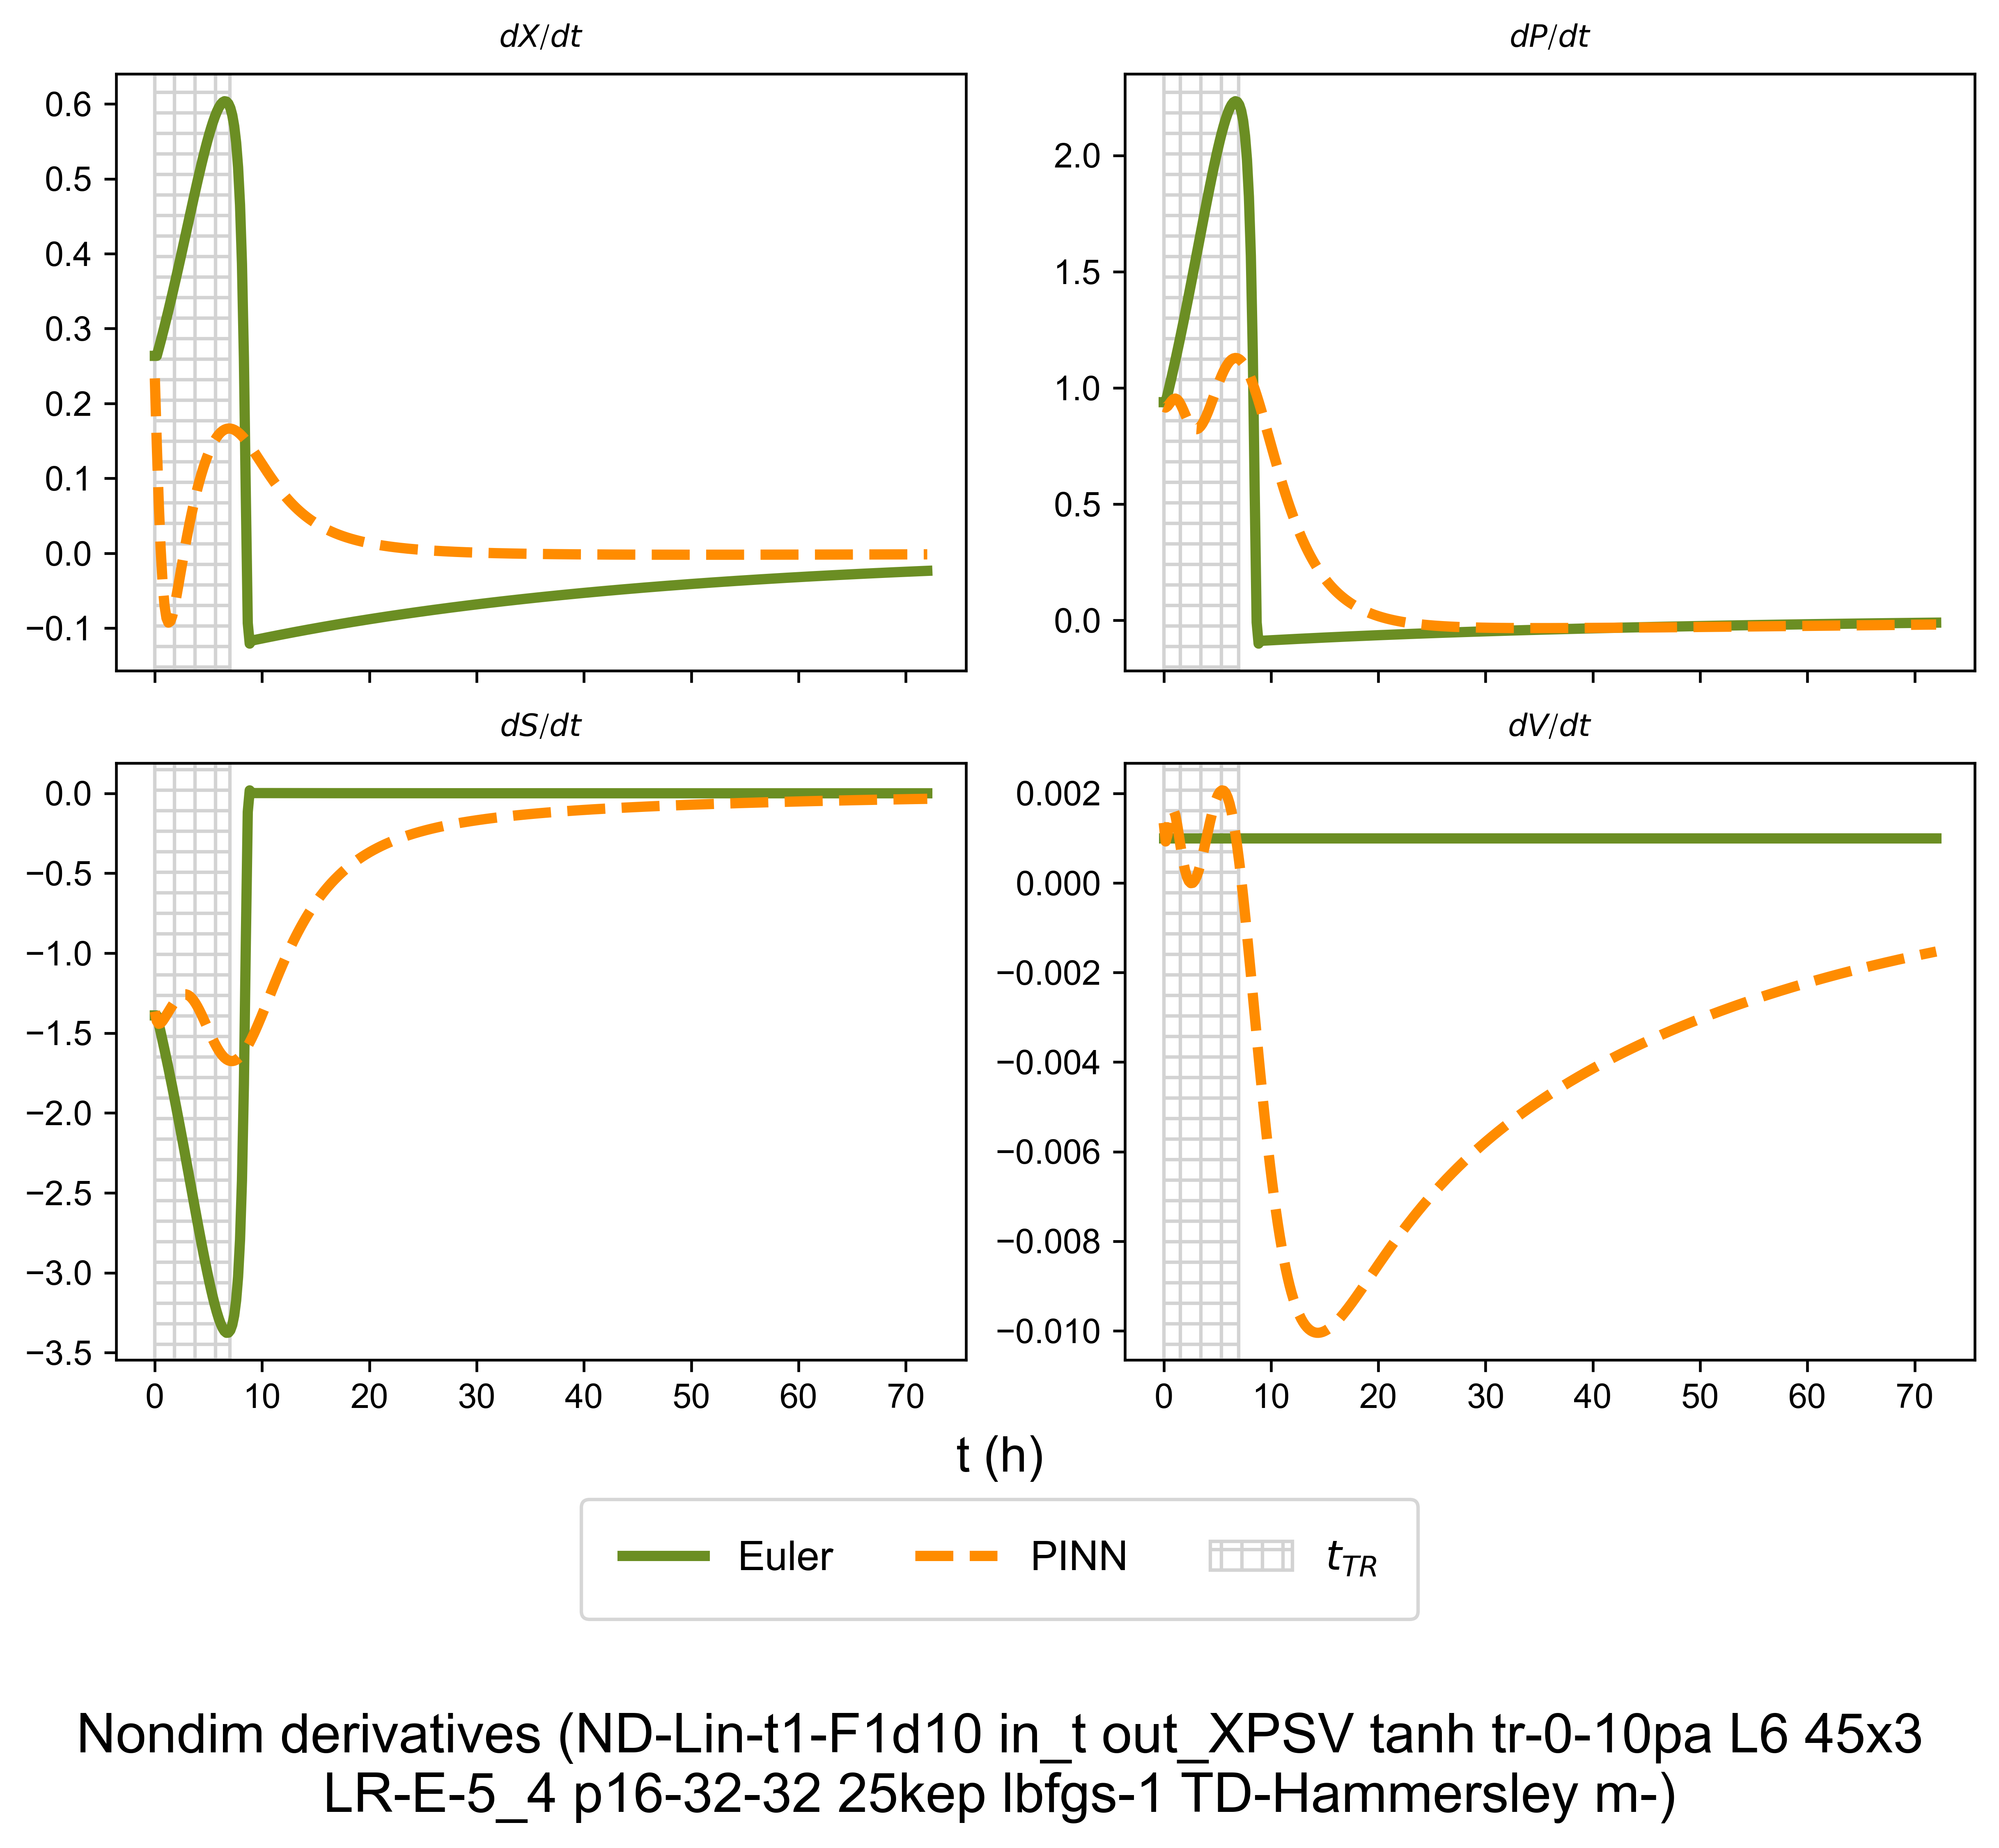 dX/dt
dP/dt
0.6
0.5
0.4
0.3
0.2
0.1
0.0
−0.1
2.0
1.5
1.0
0.5
0.0
dS/dt
dV/dt
0.0
−0.5
−1.0
−1.5
−2.0
−2.5
−3.0
−3.5
0.002
0.000
−0.002
−0.004
−0.006
−0.008
−0.010
0 10 20 30 40 50 60 70
0 10 20 30 40 50 60 70
t (h)
Euler PINN t_TR
Nondim derivatives (ND-Lin-t1-F1d10 in_t out_XPSV tanh tr-0-10pa L6 45x3
LR-E-5_4 p16-32-32 25kep lbfgs-1 TD-Hammersley m-)